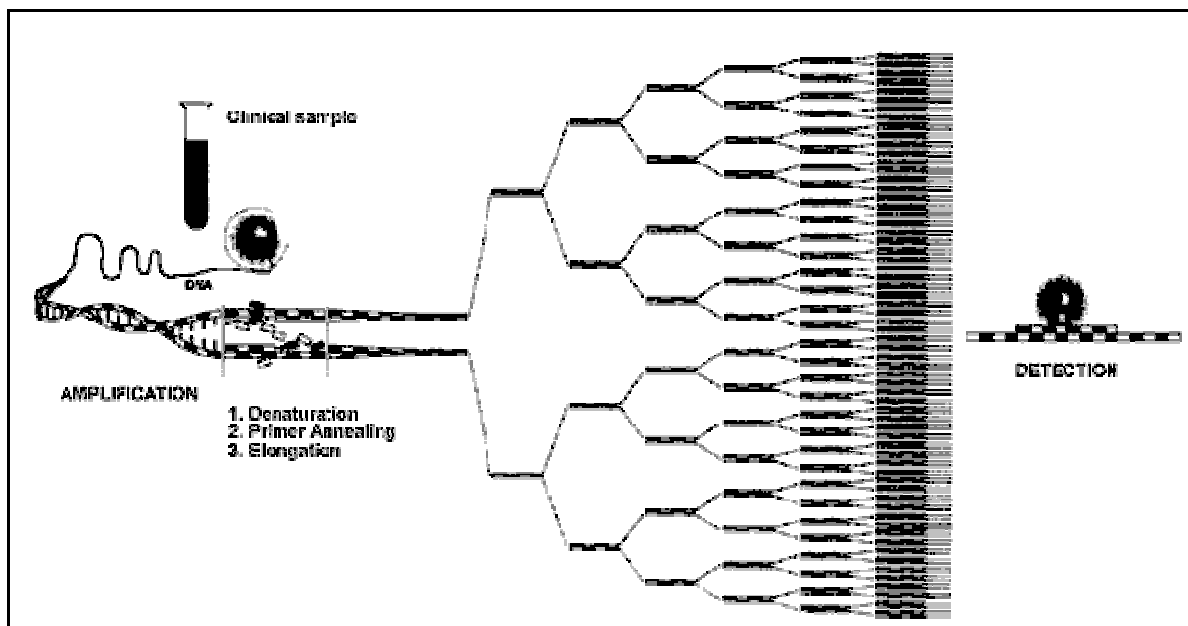 Clinical sample
DNA
AMPLIFICATION
1. Denaturation
2. Primer Annealing
3. Elongation
DETECTION